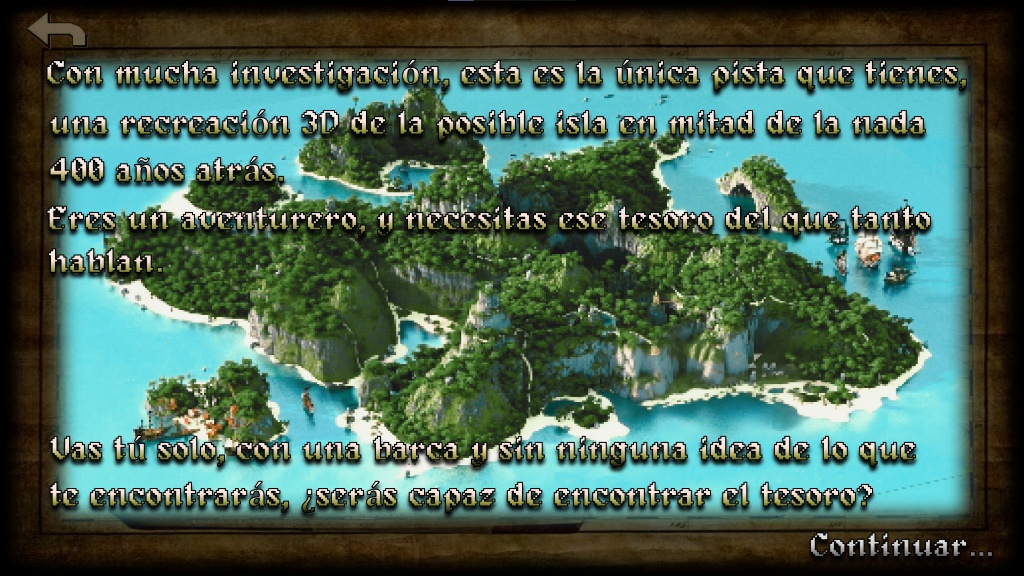 Con mucha investigación, esta es la única pista que tienes,
una recreación 3D de la posible isla en mitad de la nada
400 años atrás.
Eres un aventurero, y necesitas ese tesoro del que tanto
hablan.
Vas tú solo, con una barca y sin ninguna idea de lo que
te encontrarás, ¿serás capaz de encontrar el tesoro?
Continuar...